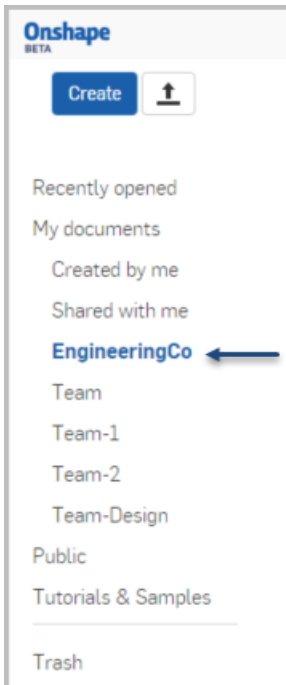 Onshape
BETA
Create
Recently opened
My documents
Created by me
Shared with me
EngineeringCo
Team
Team-1
Team-2
Team-Design
Public
Tutorials & Samples
Trash